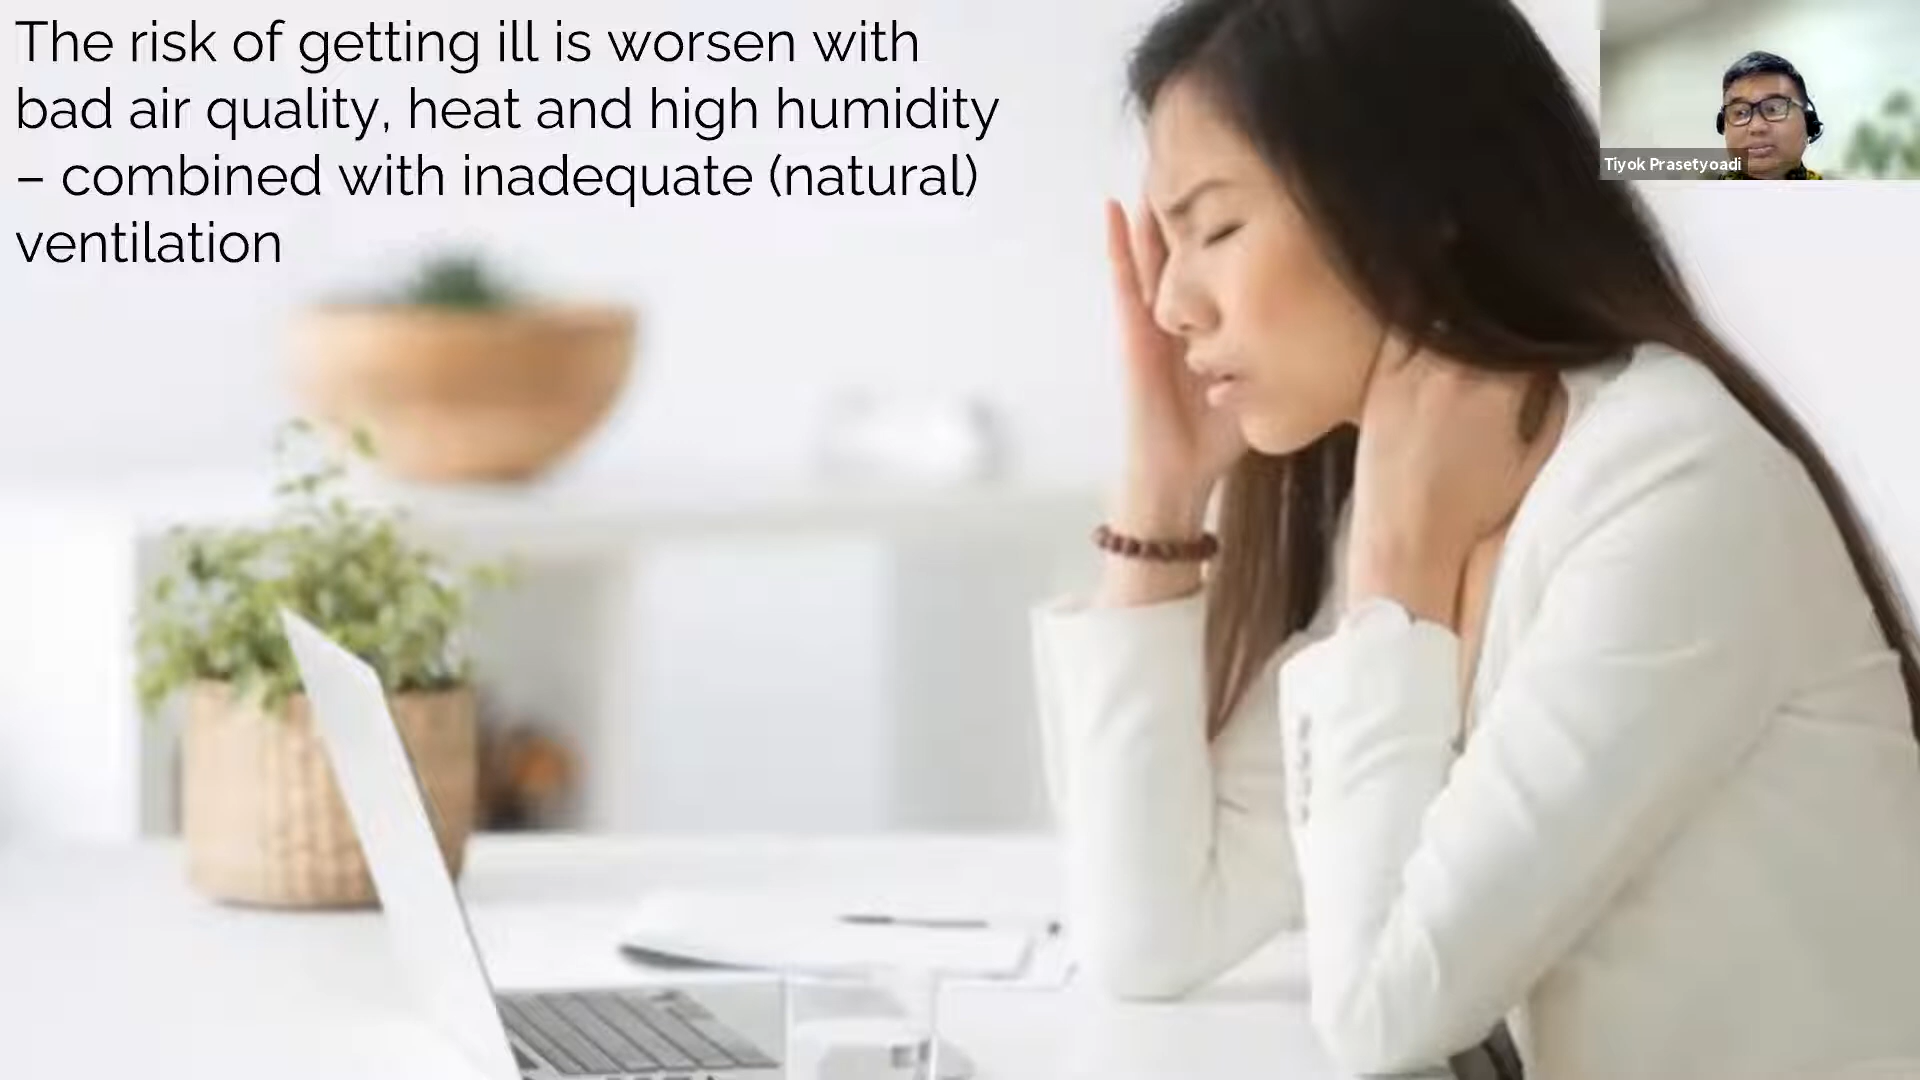 The risk of getting ill is worsen with
bad air quality, heat and high humidity
– combined with inadequate (natural)
ventilation
Tiyok Prasetyoadi